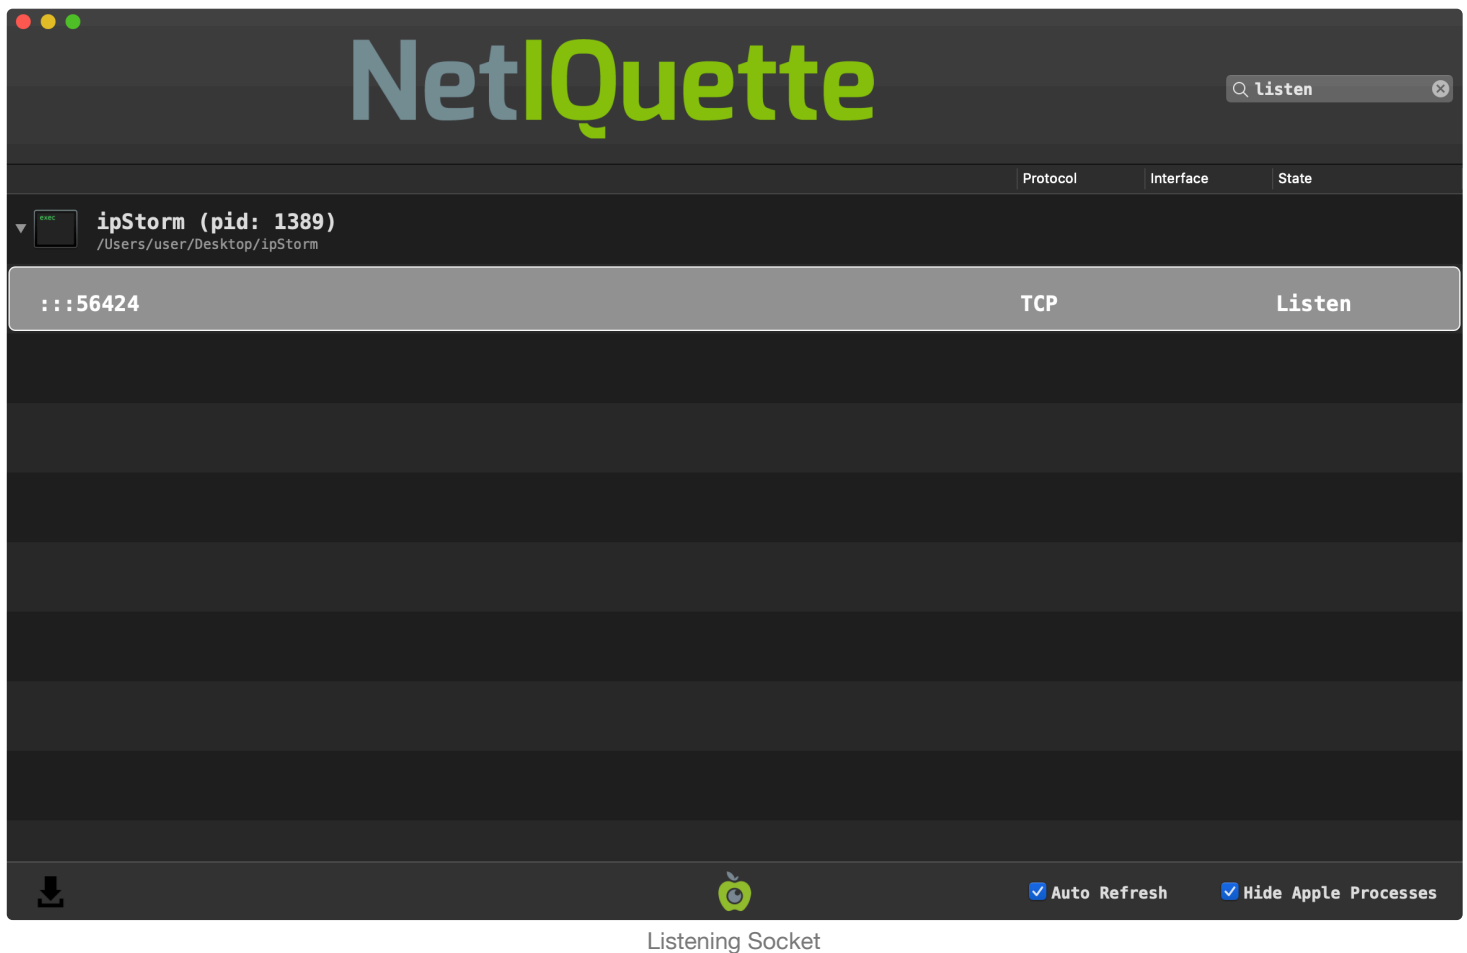 NetIQuette
listen
Protocol Interface State
exec
ipStorm (pid: 1389)
/Users/user/Desktop/ipStorm
:::56424 TCP Listen
Auto Refresh Hide Apple Processes
Listening Socket